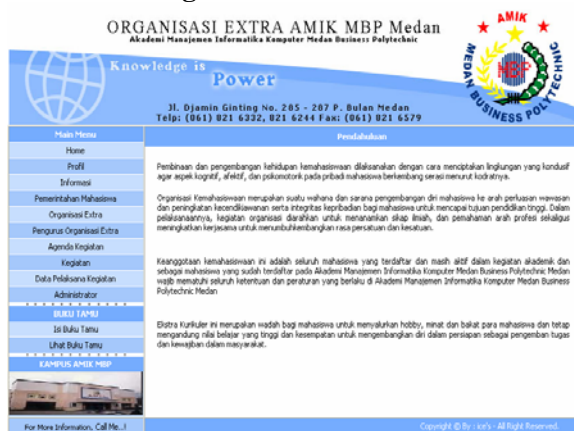 ORGANISASI EXTRA AMIK MBP Medan
Akademi Manajemen Informatika Komputer Medan Business Polytechnic
Knowledge is
Power
Jl. Djamin Ginting No. 285 - 287 P. Bulan Medan
Telp: (061) 821 6332, 821 6244 Fax: (061) 821 6579
AMIK
MEDAN
MBP
BUSINESS POLYTECHNIC
Main Menu
Home
Profil
Informasi
Pemerintahan Mahasiswa
Organisasi Extra
Pengurus Organisasi Extra
Agenda Kegiatan
Kegiatan
Data Pelaksana Kegiatan
Administrator
BUKU TAMU
Isi Buku Tamu
Lihat Buku Tamu
KAMPUS AMIK MBP
For More Information, Call Me...!
Pendahuluan
Pembinaan dan pengembangan kehidupan kemahasiswaan dilaksanakan dengan cara menciptakan lingkungan yang kondusif
agar aspek kognitif, afektif, dan psikomotorik pada pribadi mahasiswa berkembang serasi menurut kodratnya.
Organisasi Kemahasiswaan merupakan suatu wahana dan sarana pengembangan diri mahasiswa ke arah perluasan wawasan
dan peningkatan kecendikiawanan serta integritas kepribadian bagi mahasiswa untuk mencapai tujuan pendidikan tinggi. Dalam
pelaksanaannya, kegiatan organisasi diarahkan untuk menanamkan sikap ilmiah, dan pemahaman arah profesi sekaligus
meningkatkan kerjasama untuk menumbuhkembangkan rasa persatuan dan kesatuan.
Keanggotaan kemahasiswaan ini adalah seluruh mahasiswa yang terdaftar dan masih aktif dalam kegiatan akademik dan
sebagai mahasiswa yang sudah terdaftar pada Akademi Manajemen Informatika Komputer Medan Business Polytechnic Medan
wajib mematuhi seluruh ketentuan dan peraturan yang berlaku di Akademi Manajemen Informatika Komputer Medan Business
Polytechnic Medan
Ekstra Kurikuler ini merupakan wadah bagi mahasiswa untuk menyalurkan hobby, minat dan bakat para mahasiswa dan tetap
mengandung nilai belajar yang tinggi dan kesempatan untuk mengembangkan diri dalam persiapan sebagai pengemban tugas
dan kewajiban dalam masyarakat.
Copyright © By : ice's - All Right Reserved.